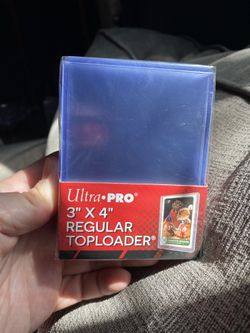 Ultra•PRO®
3" X 4"
REGULAR
TOPLOADER®